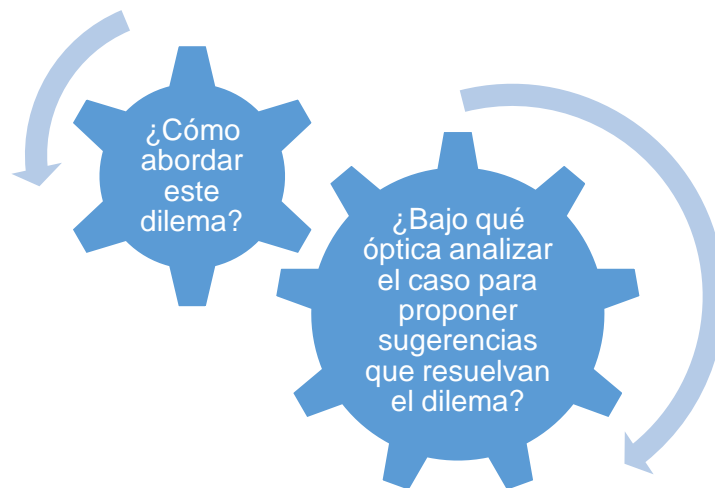 ¿Cómo
abordar
este
dilema?
¿Bajo qué
óptica analizar
el caso para
proponer
sugerencias
que resuelvan
el dilema?